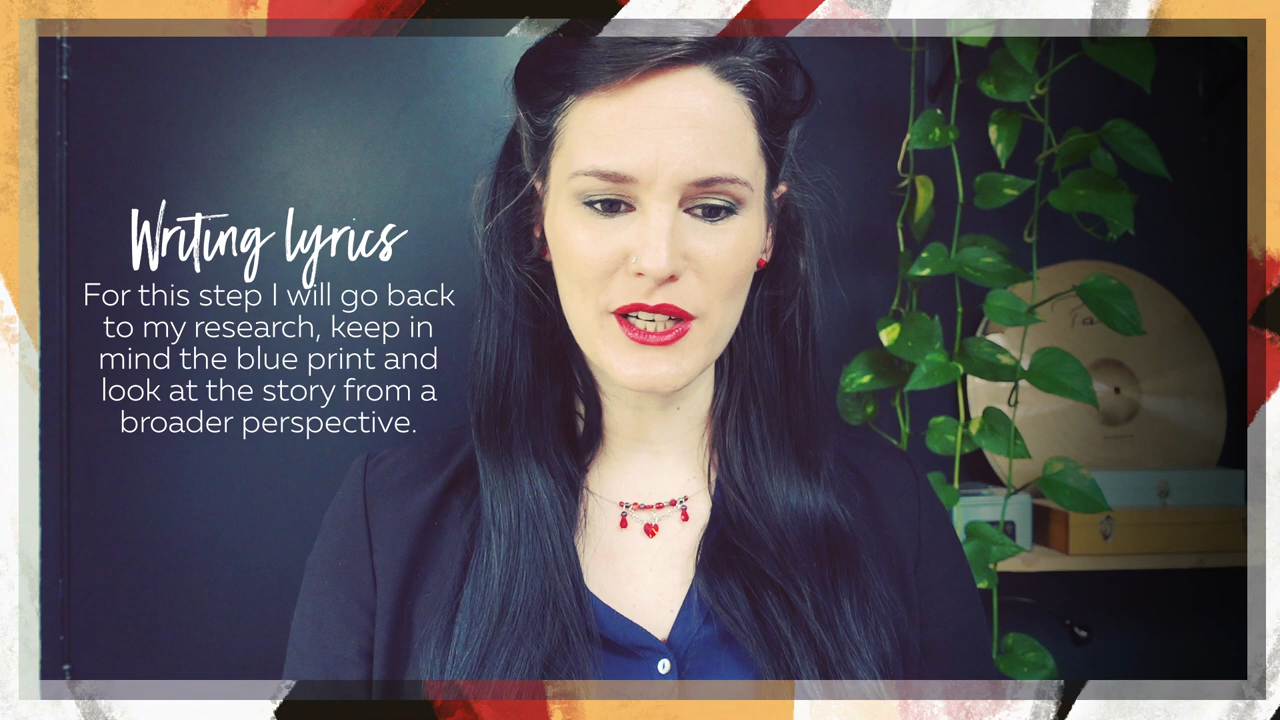 Writing lyrics
For this step I will go back
to my research, keep in
mind the blue print and
look at the story from a
broader perspective.